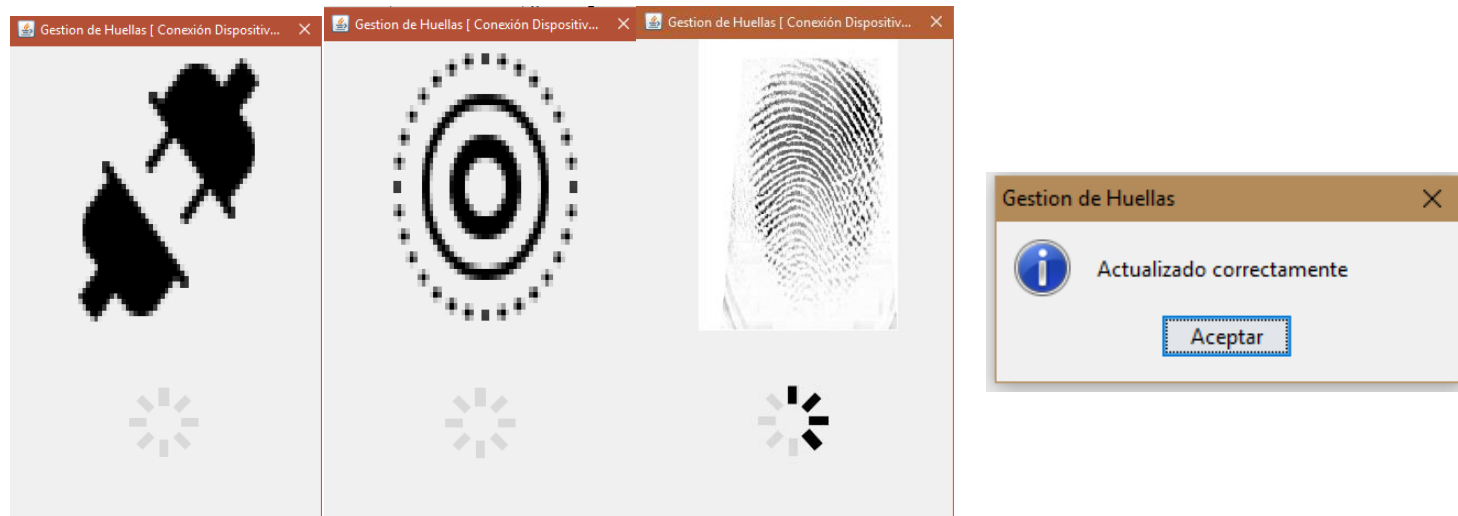 Gestion de Huellas [ Conexión Dispositiv...
Gestion de Huellas [ Conexión Dispositiv...
Gestion de Huellas [ Conexión Dispositiv...
Gestion de Huellas
Actualizado correctamente
Aceptar